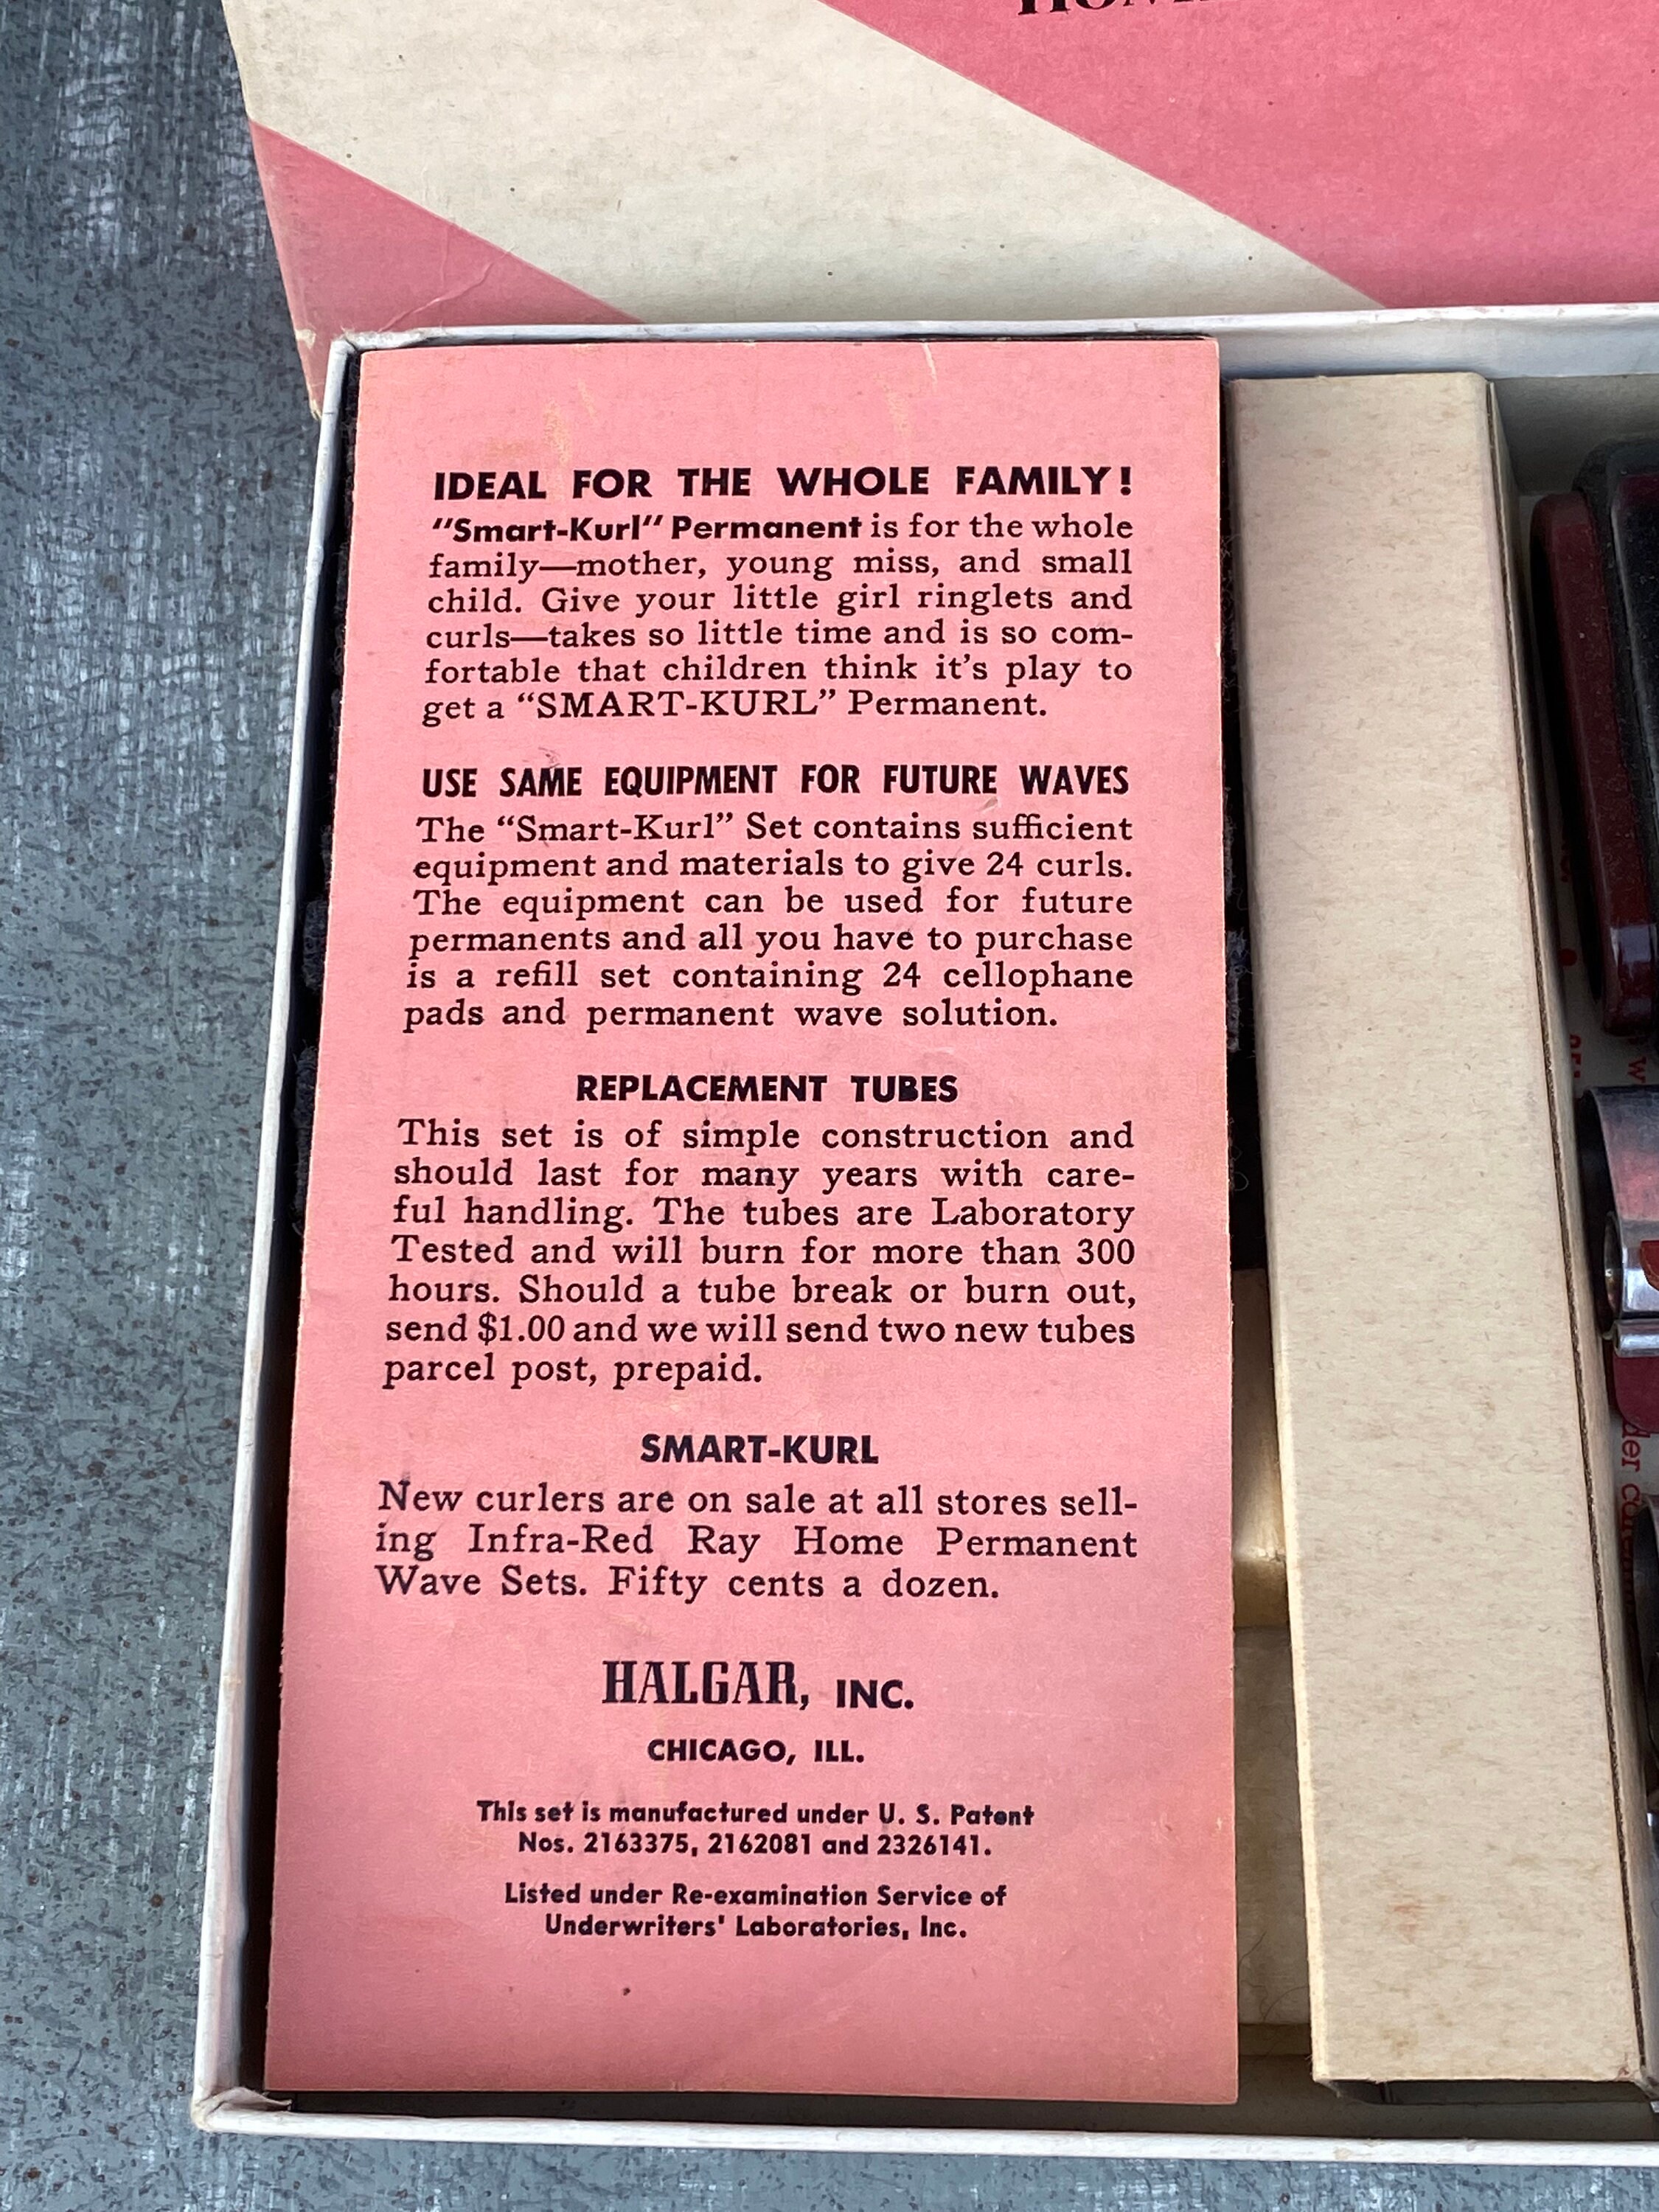 IDEAL FOR THE WHOLE FAMILY!
"Smart-Kurl" Permanent is for the whole
family—mother, young miss, and small
child. Give your little girl ringlets and
curls—takes so little time and is so com-
fortable that children think it's play to
get a "SMART-KURL" Permanent.
USE SAME EQUIPMENT FOR FUTURE WAVES
The "Smart-Kurl" Set contains sufficient
equipment and materials to give 24 curls.
The equipment can be used for future
permanents and all you have to purchase
is a refill set containing 24 cellophane
pads and permanent wave solution.
REPLACEMENT TUBES
This set is of simple construction and
should last for many years with care-
ful handling. The tubes are Laboratory
Tested and will burn for more than 300
hours. Should a tube break or burn out,
send $1.00 and we will send two new tubes
parcel post, prepaid.
SMART-KURL
New curlers are on sale at all stores sell-
ing Infra-Red Ray Home Permanent
Wave Sets. Fifty cents a dozen.
HALGAR, INC.
CHICAGO, ILL.
This set is manufactured under U. S. Patent
Nos. 2163375, 2162081 and 2326141.
Listed under Re-examination Service of
Underwriters' Laboratories, Inc.